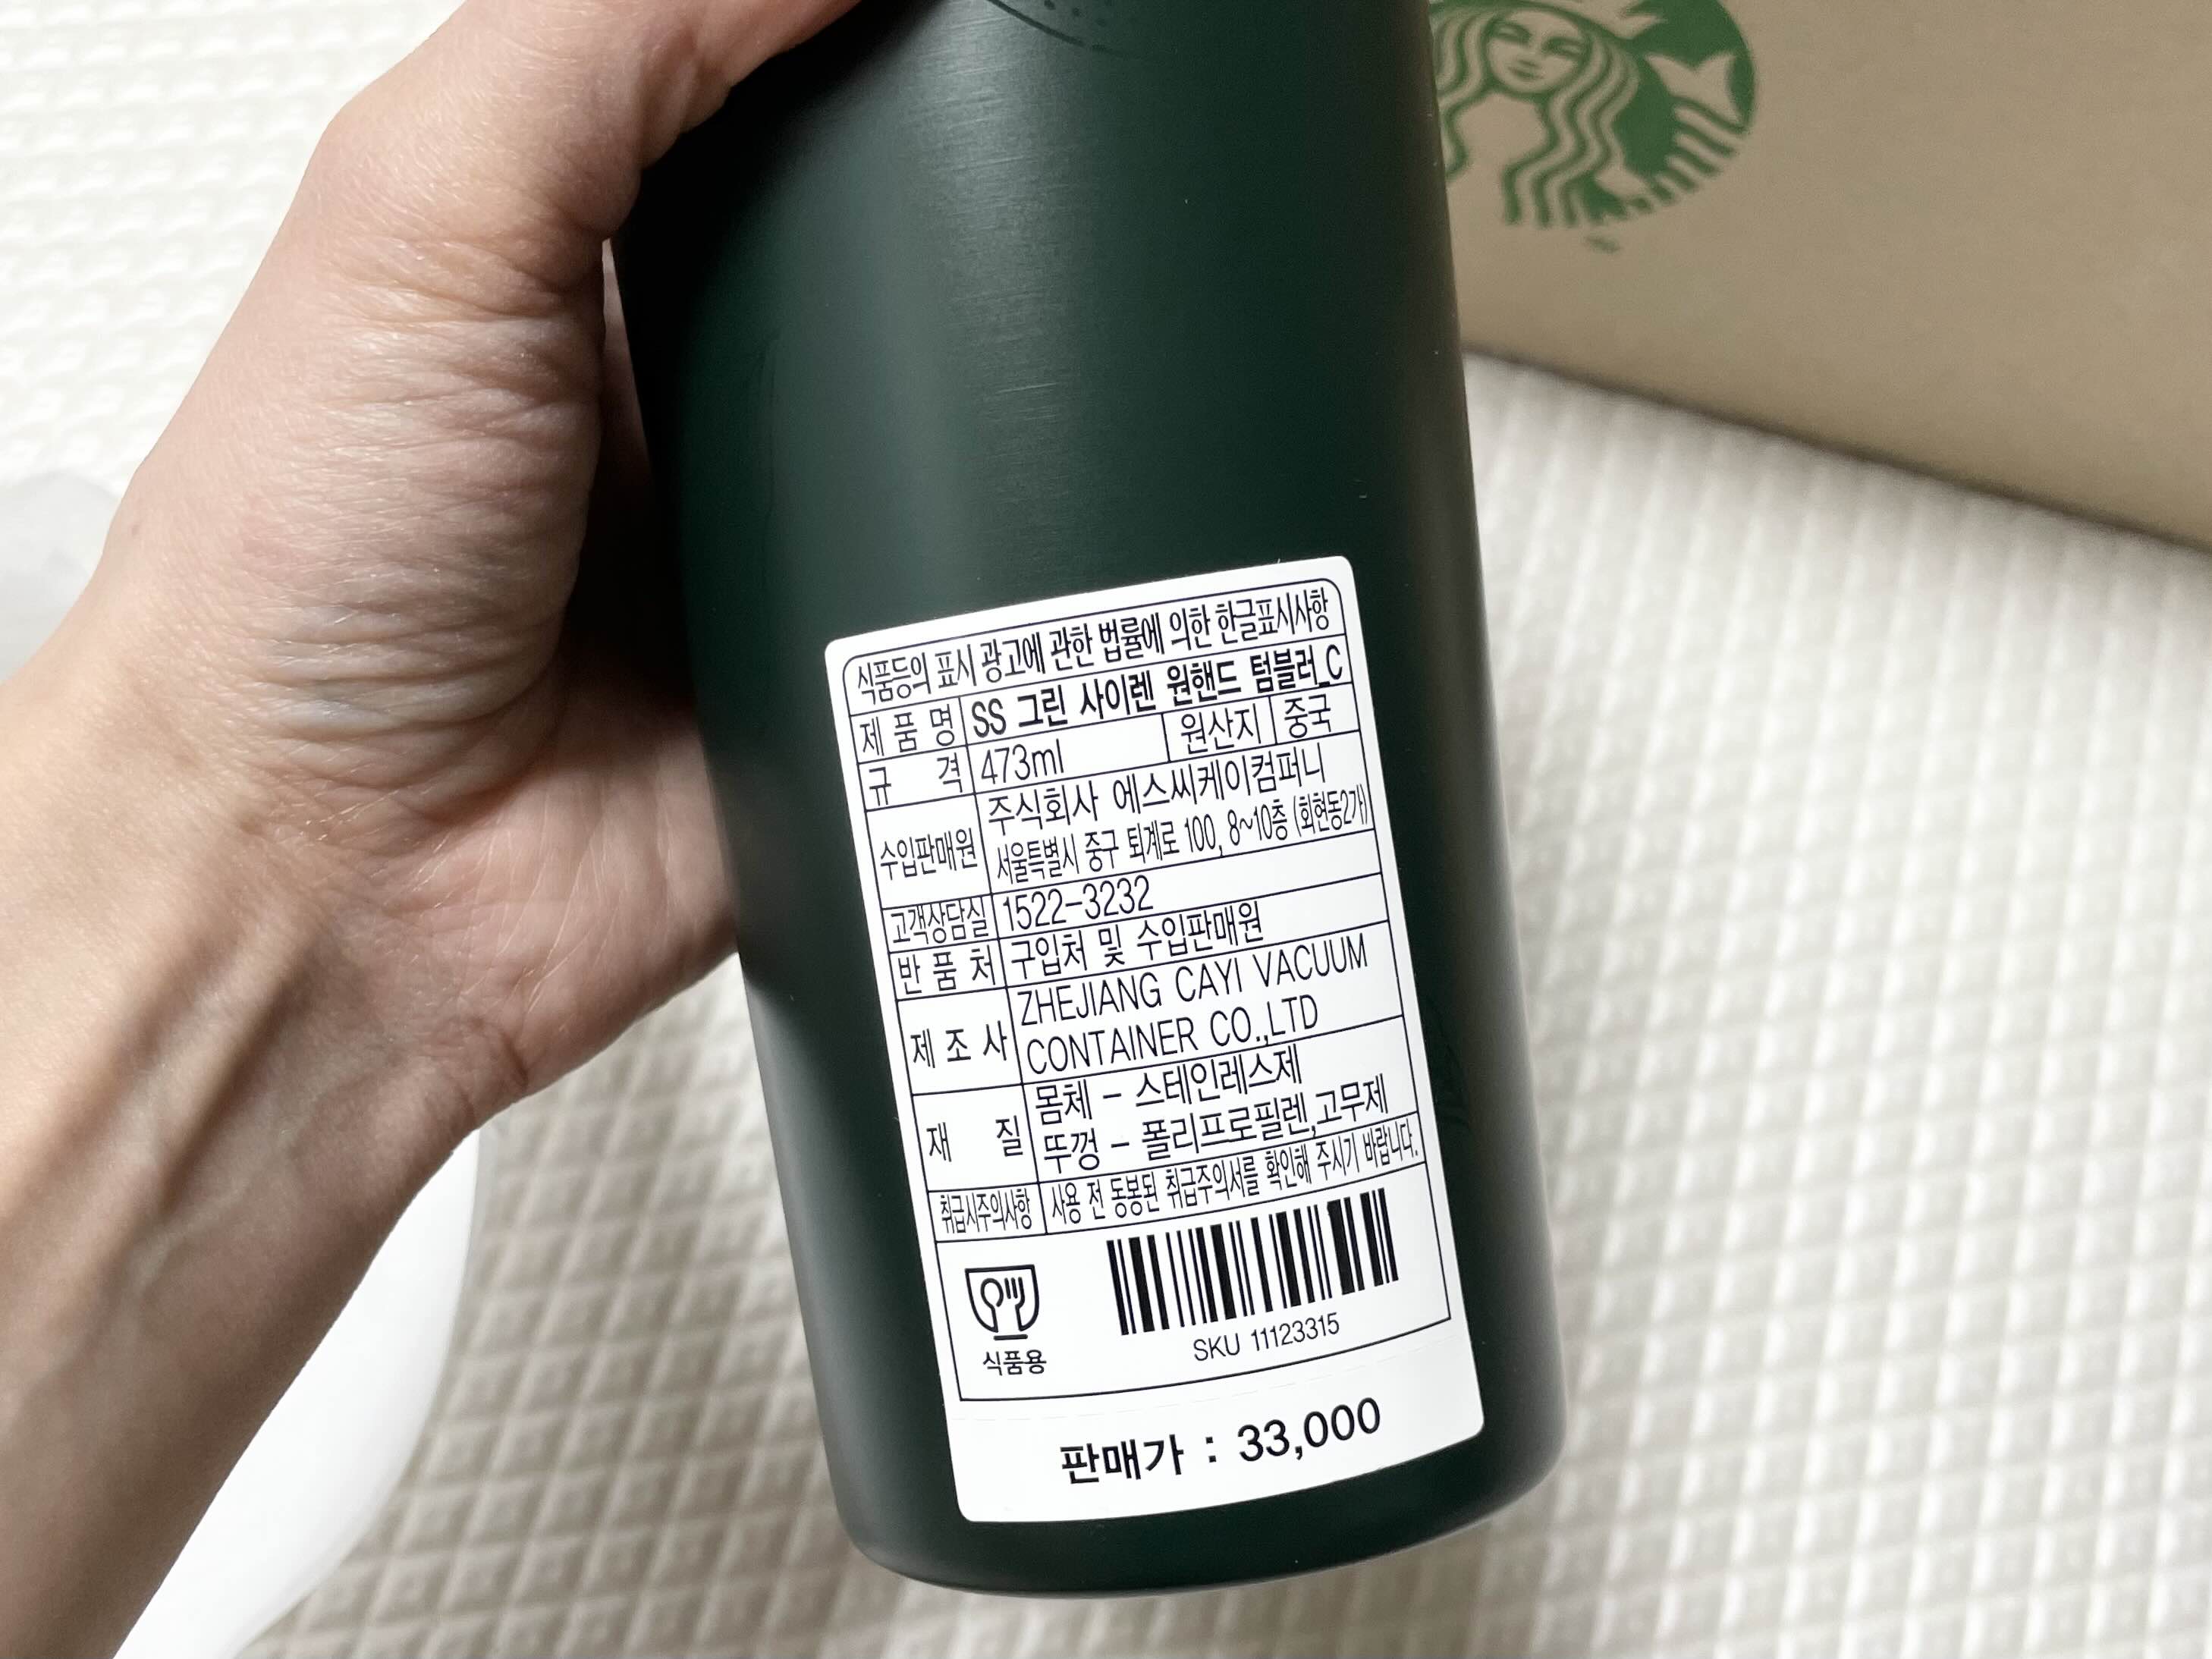 식품등의 표시 광고에 관한 법률에 의한 한글표시사항
제 품 명 SS 그린 사이렌 원핸드 텀블러_C
규 격 473ml 원산지 중국
수입판매원 주식회사 에스씨케이컴퍼니
서울특별시 중구 퇴계로 100, 8~10층 (회현동2가)
고객상담실 1522-3232
반 품 처 구입처 및 수입판매원
제 조 사 ZHEJIANG CAYI VACUUM
CONTAINER CO.,LTD
재 질 몸체 - 스테인레스제
뚜껑 - 폴리프로필렌,고무제
취급시주의사항 사용 전 동봉된 취급주의서를 확인해 주시기 바랍니다.
식품용
SKU 11123315
판매가 : 33,000